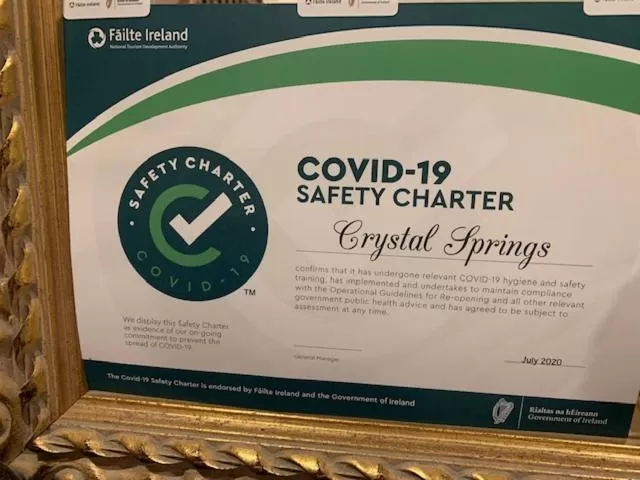 Fáilte Ireland
National Tourism Development Authority
SAFETY CHARTER
COVID-19
TM
COVID-19
SAFETY CHARTER
Crystal Springs
confirms that it has undergone relevant COVID-19 hygiene and safety
training, has implemented and undertakes to maintain compliance
with the Operational Guidelines for Re-opening and all other relevant
government public health advice and has agreed to be subject to
assessment at any time.
We display this Safety Charter
as evidence of our on-going
commitment to prevent the
spread of COVID-19.
General Manager
July 2020
The Covid-19 Safety Charter is endorsed by Fáilte Ireland and the Government of Ireland
Rialtas na hÉireann
Government of Ireland